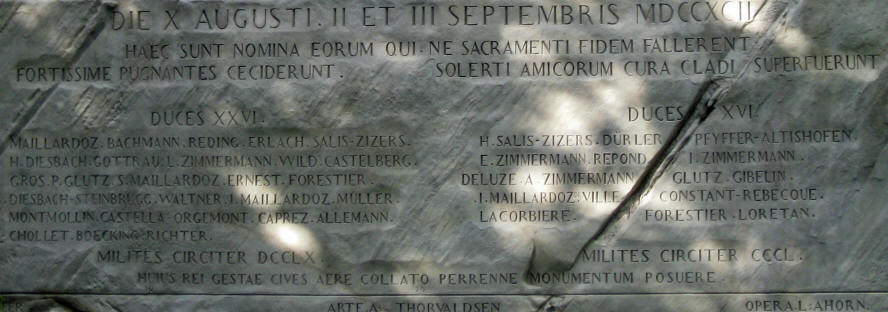 DIE X AUGUSTI. II ET III SEPTEMBRIS MDCCXCII
HAEC SUNT NOMINA EORUM QUI. NE SACRAMENTI FIDEM FALLERENT.
FORTISSIME PUGNANTES CECIDERUNT. SOLERTI AMICORUM CURA CLADI SUPERFUERUNT
DUCES XXVI.
MAILLARDOZ. BACHMANN. REDING. ERLACH. SALIS-ZIZERS.
H. DIESBACH. GOTTRAU. L. ZIMMERMANN. WILD. CASTELBERG.
GROS. P. GLUTZ. S. MAILLARDOZ. ERNEST. FORESTIER.
DIESBACH-STEINBRUGG. WALTNER. J. MAILLARDOZ. MÜLLER.
MONTMOLLIN. CASTELLA-ORGEMONT. CAPREZ. ALLEMANN.
CHOLLET. BOECKING. RICHTER.
MILITES CIRCITER DCCLX.
DUCES XVI.
H. SALIS-ZIZERS. DÜRLER PFYFFER-ALTISHOFEN.
E. ZIMMERMANN. REPOND. I. ZIMMERMANN.
DELUZE. A. ZIMMERMANN GLUTZ. GIBELIN.
J. MAILLARDOZ. VILLE. CONSTANT-REBECQUE.
LACORBIERE. FORESTIER. LORETAN.
MILITES CIRCITER CCCL.
HUIUS REI GESTAE CIVES AERE COLLATO PERRENNE MONUMENTUM POSUERE.
ARTE A. THORVALDSEN OPERA L. AHORN.